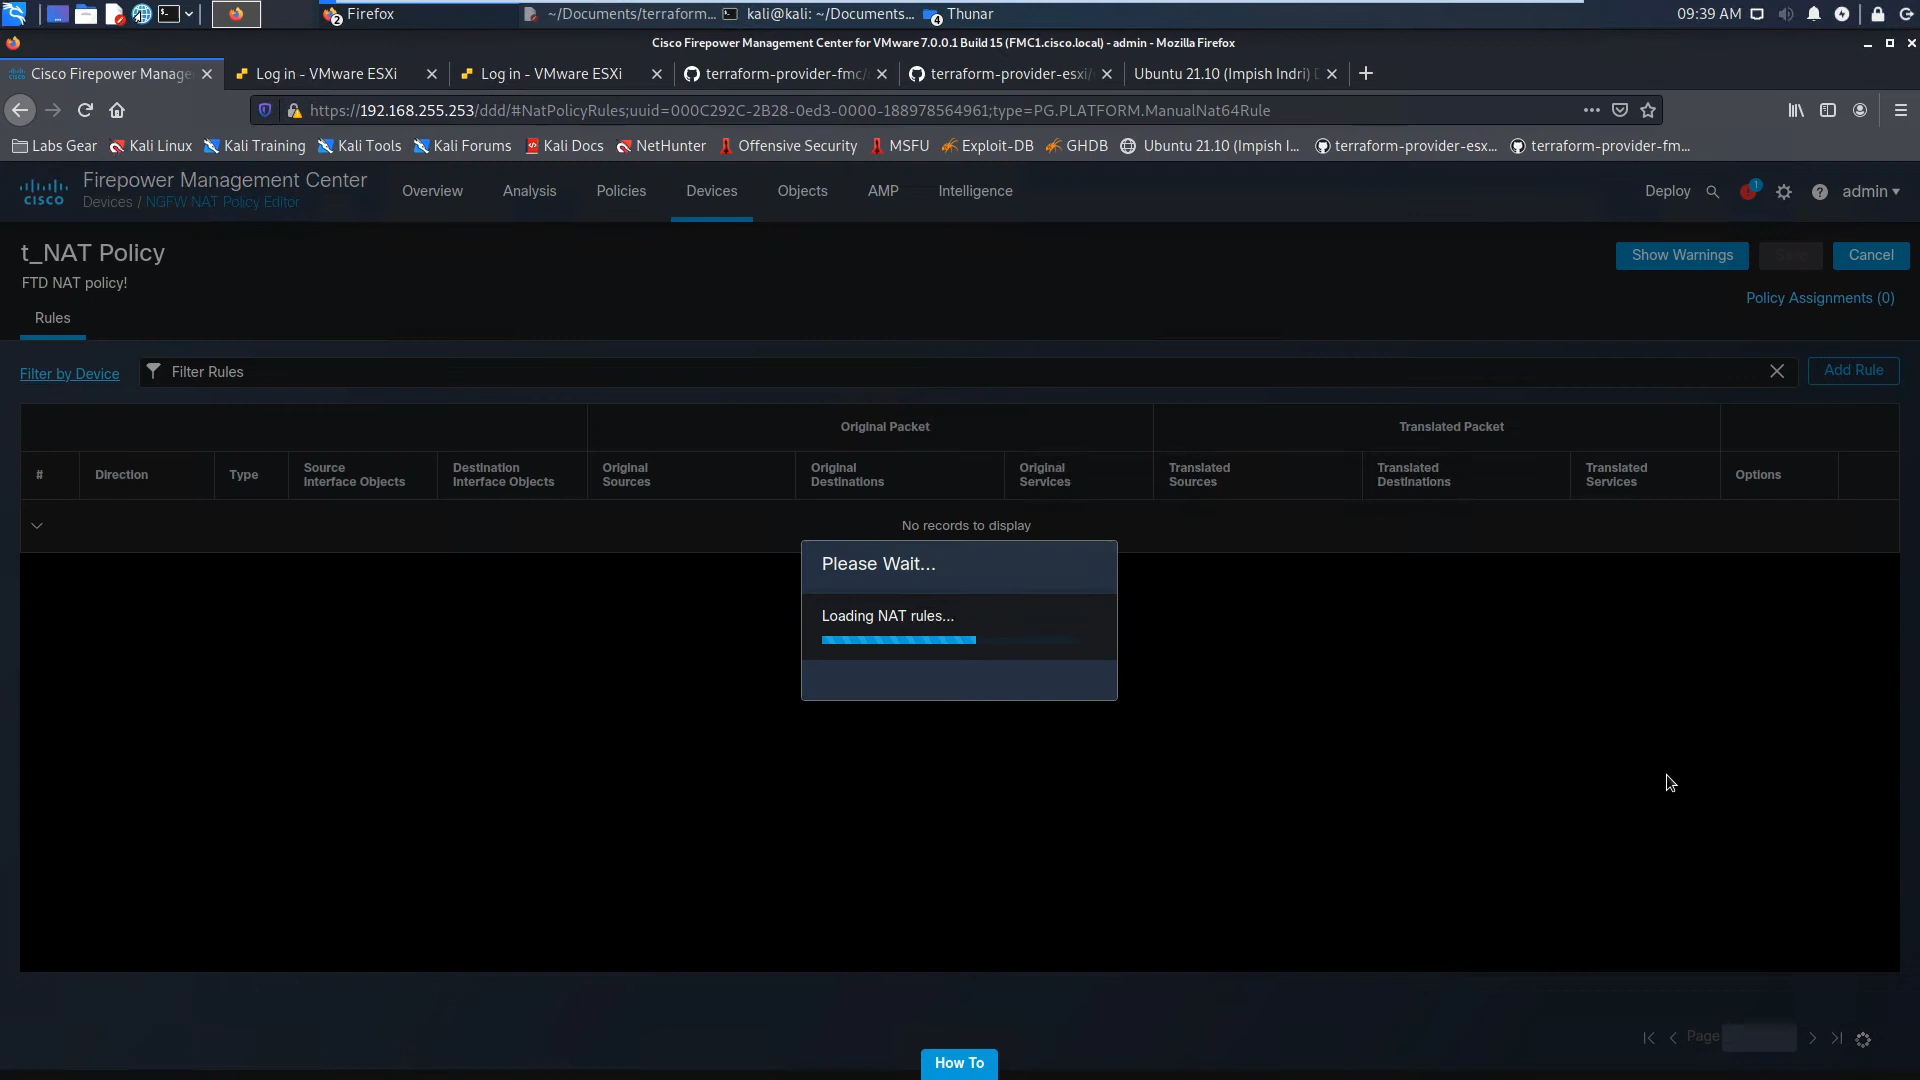 Firefox
~/Documents/terraform...
kali@kali: ~/Documents...
Thunar
09:39 AM
Cisco Firepower Management Center for VMware 7.0.0.1 Build 15 (FMC1.cisco.local) - admin - Mozilla Firefox
Cisco Firepower Manage
Log in - VMware ESXi
Log in - VMware ESXi
terraform-provider-fmc/
terraform-provider-esxi/
Ubuntu 21.10 (Impish Indri)
https://192.168.255.253/ddd/#NatPolicyRules;uuid=000C292C-2B28-0ed3-0000-188978564961;type=PG.PLATFORM.ManualNat64Rule
Labs Gear
Kali Linux
Kali Training
Kali Tools
Kali Forums
Kali Docs
NetHunter
Offensive Security
MSFU
Exploit-DB
GHDB
Ubuntu 21.10 (Impish I...
terraform-provider-esx...
terraform-provider-fm...
cisco
Firepower Management Center
Devices / NGFW NAT Policy Editor
Overview
Analysis
Policies
Devices
Objects
AMP
Intelligence
Deploy
1
admin
t_NAT Policy
FTD NAT policy!
Show Warnings
Cancel
Policy Assignments (0)
Rules
Filter by Device
Filter Rules
Add Rule
Original Packet
Translated Packet
#
Direction
Type
Source
Interface Objects
Destination
Interface Objects
Original
Sources
Original
Destinations
Original
Services
Translated
Sources
Translated
Destinations
Translated
Services
Options
No records to display
Please Wait...
Loading NAT rules...
Page
How To